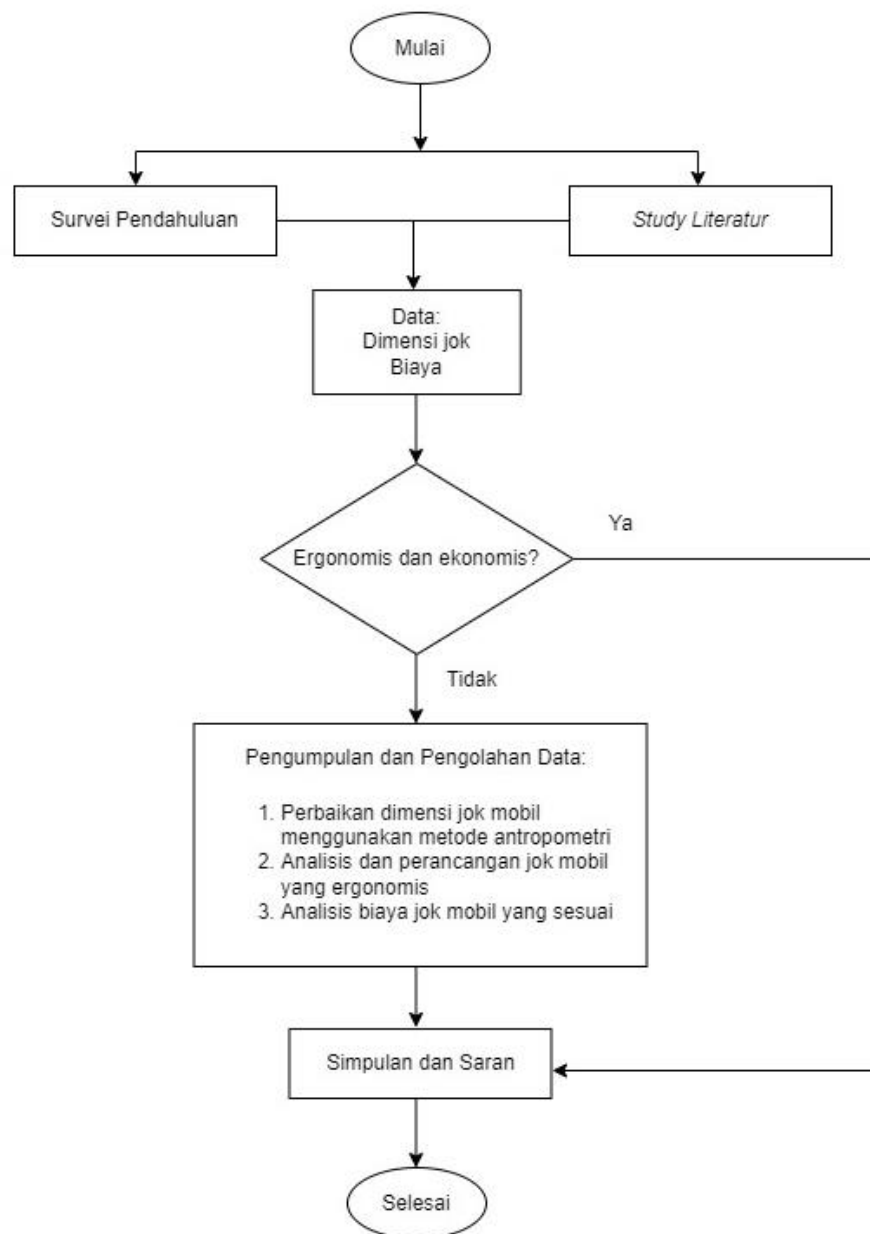 Mulai
Survei Pendahuluan
Study Literatur
Data:
Dimensi jok
Biaya
Ergonomis dan ekonomis?
Ya
Tidak
Pengumpulan dan Pengolahan Data:
1. Perbaikan dimensi jok mobil
menggunakan metode antropometri
2. Analisis dan perancangan jok mobil
yang ergonomis
3. Analisis biaya jok mobil yang sesuai
Simpulan dan Saran
Selesai